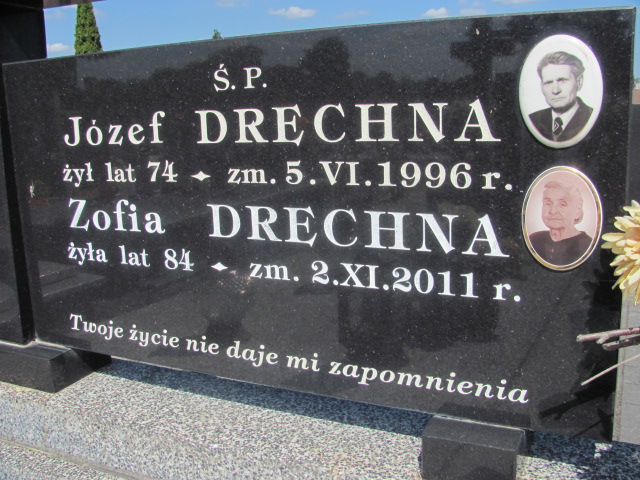 Ś. P.
Józef DRECHNA
żył lat 74 ✦ zm. 5.VI.1996 r.
Zofia DRECHNA
żyła lat 84 ✦ zm. 2.XI.2011 r.
Twoje życie nie daje mi zapomnienia